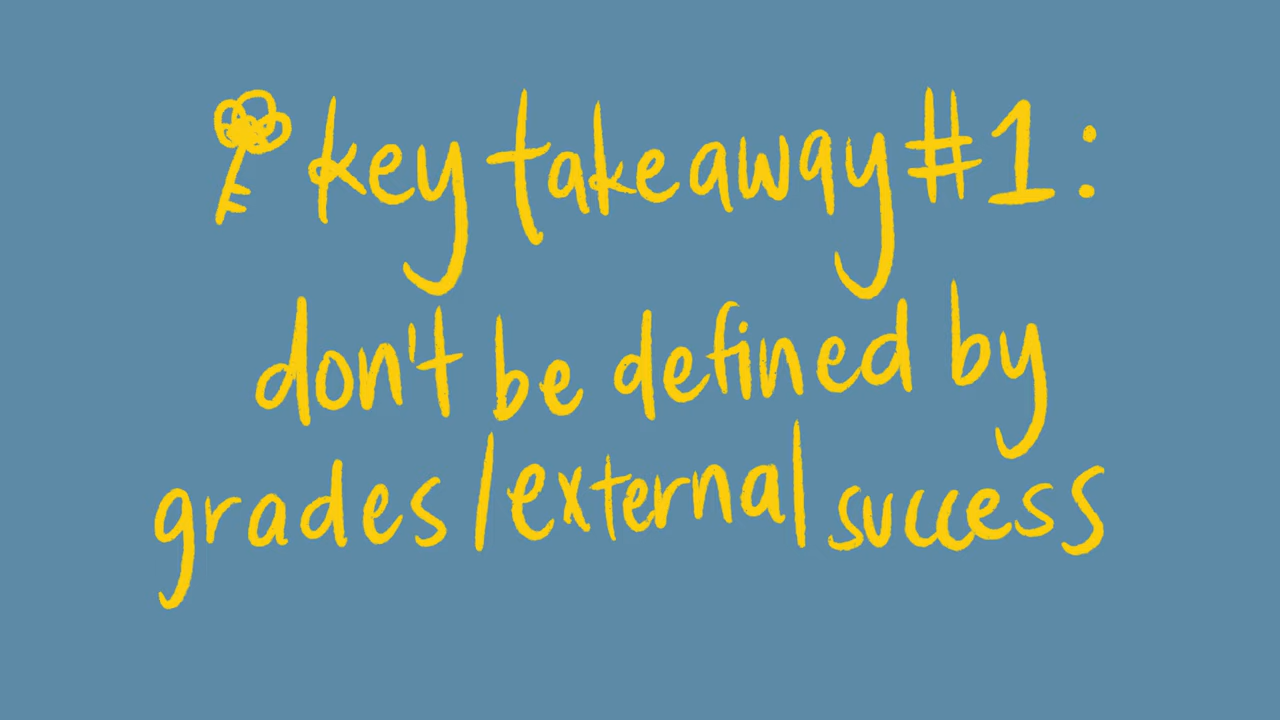 key takeaway #1:
don't be defined by
grades/external success